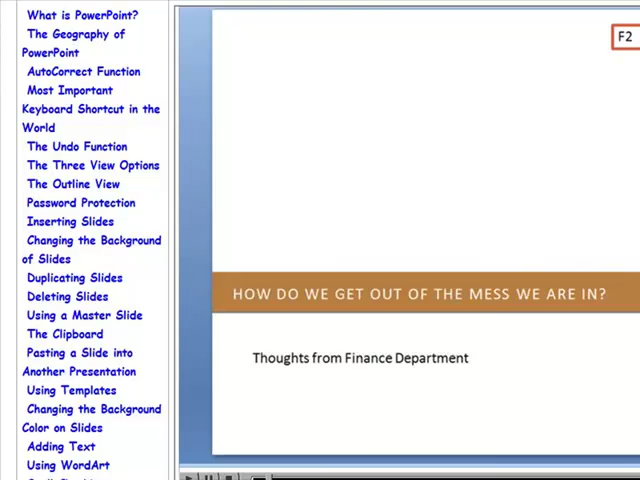 What is PowerPoint?
The Geography of
PowerPoint
AutoCorrect Function
Most Important
Keyboard Shortcut in the
World
The Undo Function
The Three View Options
The Outline View
Password Protection
Inserting Slides
Changing the Background
of Slides
Duplicating Slides
Deleting Slides
Using a Master Slide
The Clipboard
Pasting a Slide into
Another Presentation
Using Templates
Changing the Background
Color on Slides
Adding Text
Using WordArt
F2
HOW DO WE GET OUT OF THE MESS WE ARE IN?
Thoughts from Finance Department